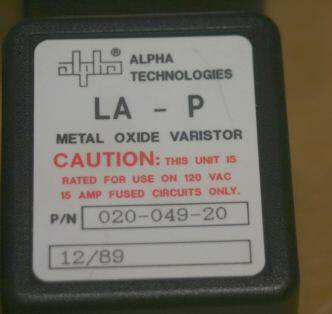 alpha® ALPHA
TECHNOLOGIES
LA - P
METAL OXIDE VARISTOR
CAUTION: THIS UNIT IS
RATED FOR USE ON 120 VAC
15 AMP FUSED CIRCUITS ONLY.
P/N 020-049-20
12/89